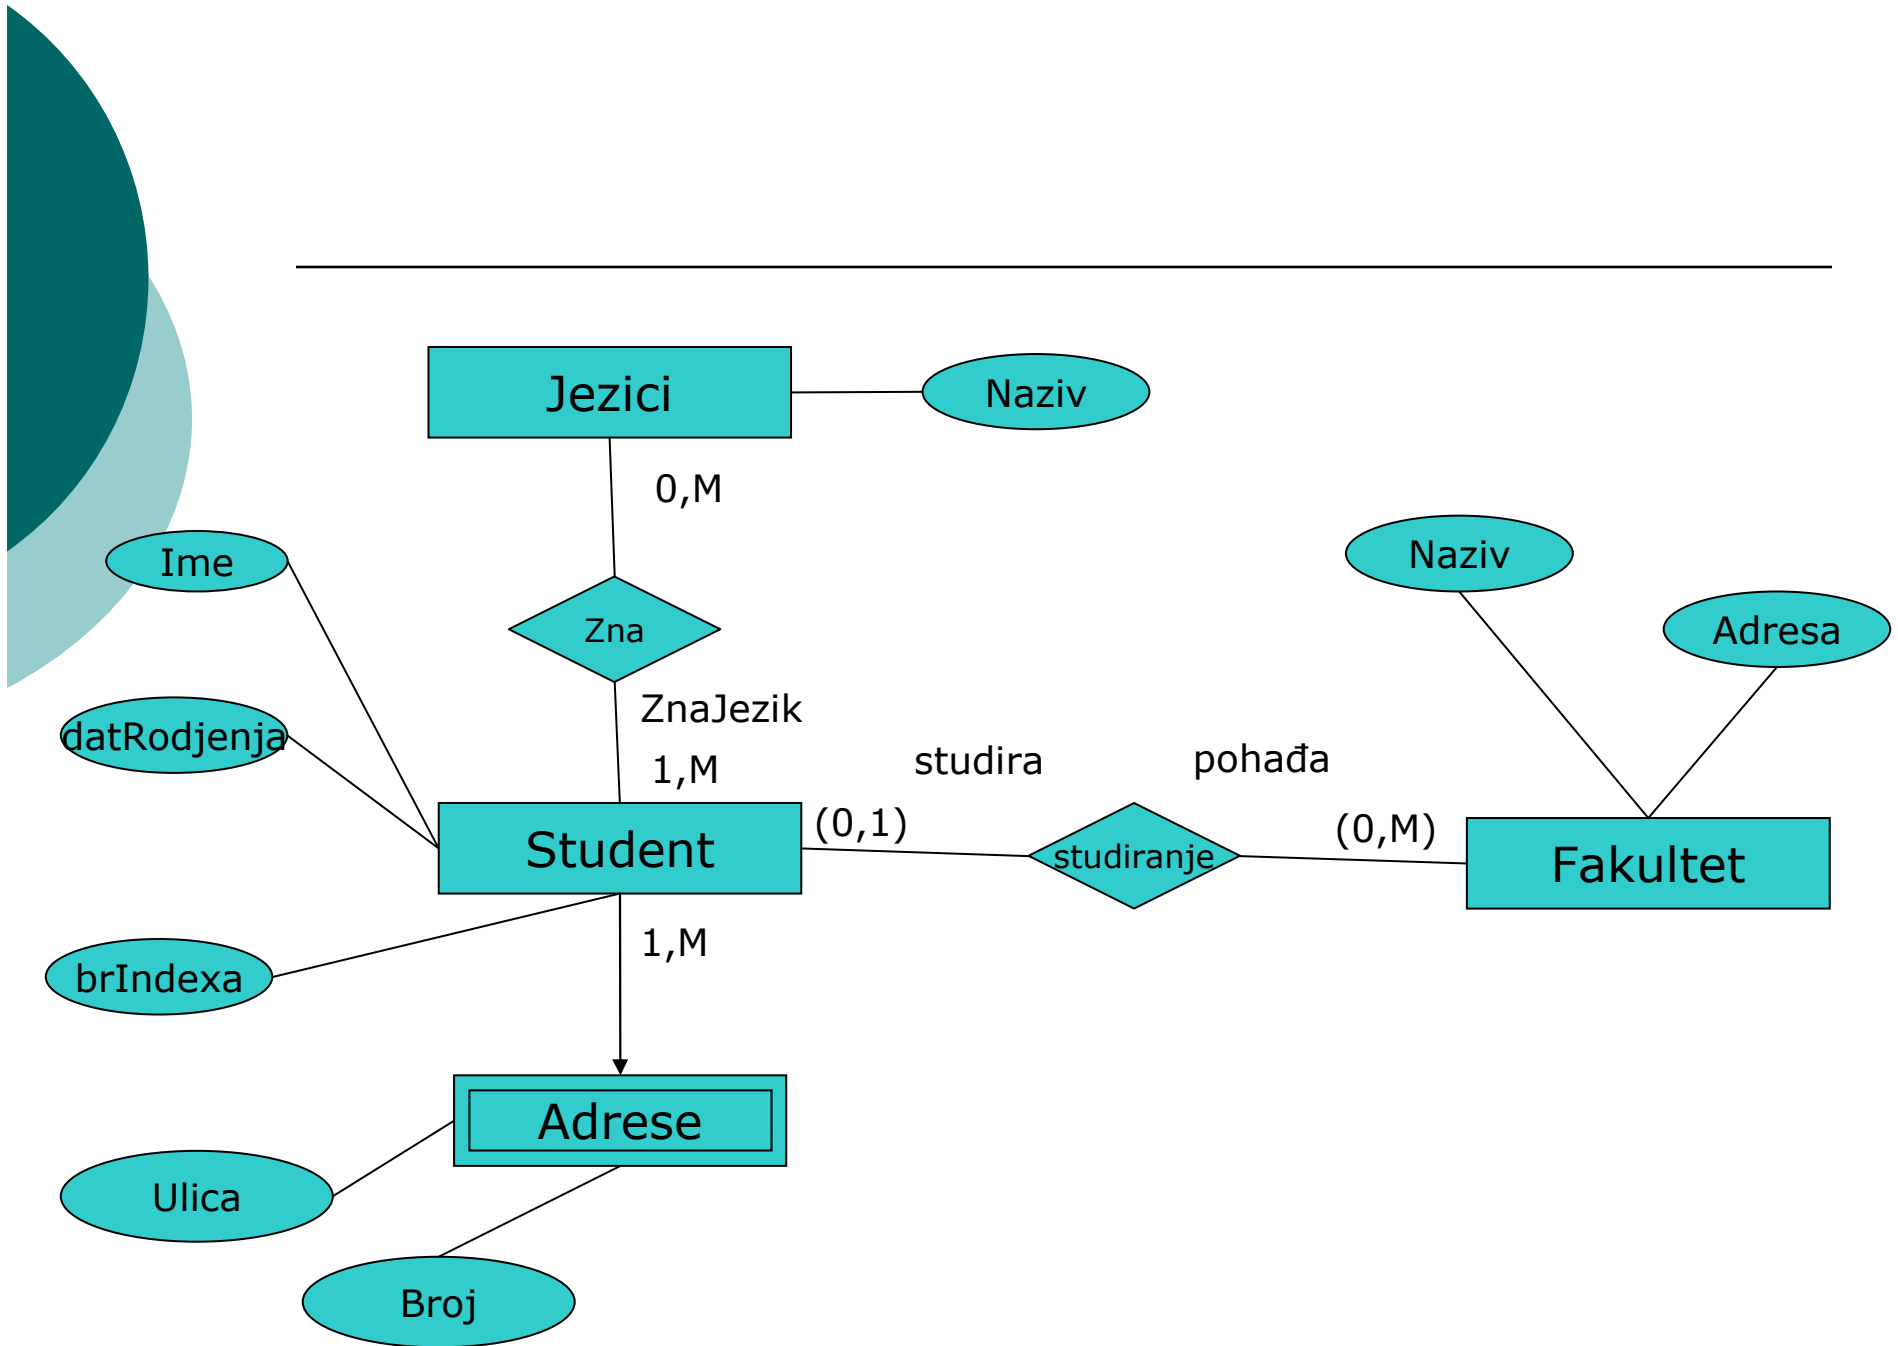 Jezici
Naziv
0,M
Ime
Zna
Naziv
Adresa
datRodjenja
ZnaJezik
1,M
studira
pohađa
Student
(0,1)
studiranje
(0,M)
Fakultet
brIndexa
1,M
Adrese
Ulica
Broj